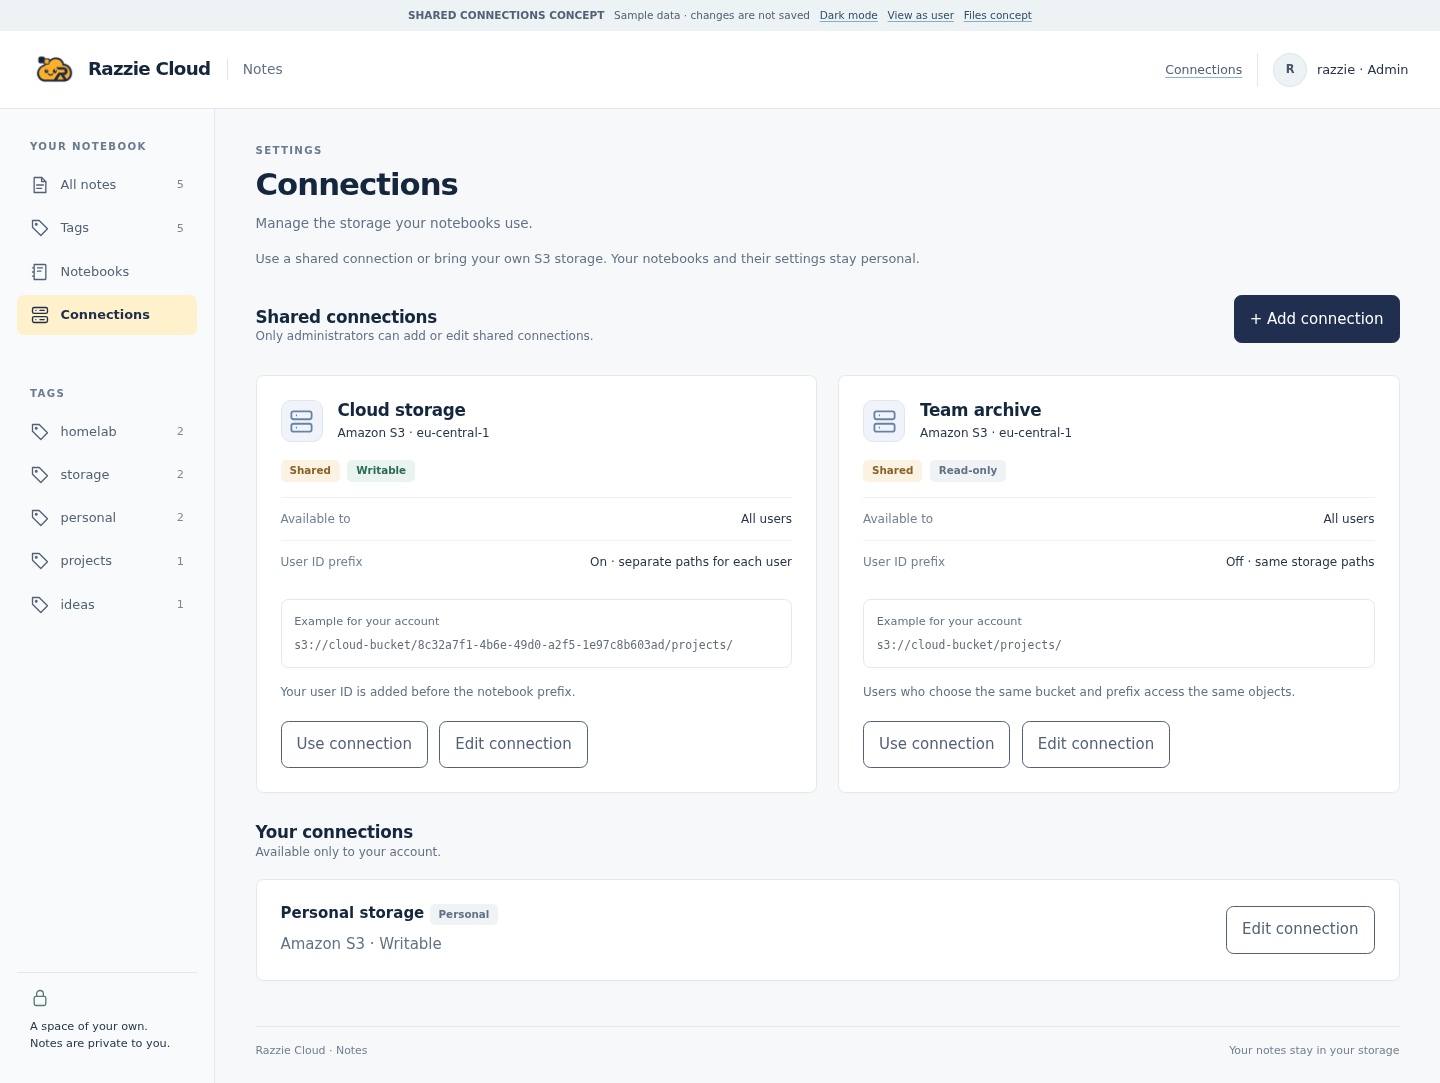 SHARED CONNECTIONS CONCEPT Sample data · changes are not saved Dark mode View as user Files concept
Razzie Cloud Notes
Connections R razzie · Admin
YOUR NOTEBOOK
All notes 5
Tags 5
Notebooks
Connections
TAGS
homelab 2
storage 2
personal 2
projects 1
ideas 1
A space of your own.
Notes are private to you.
SETTINGS
Connections
Manage the storage your notebooks use.
Use a shared connection or bring your own S3 storage. Your notebooks and their settings stay personal.
Shared connections
Only administrators can add or edit shared connections.
+ Add connection
Cloud storage
Amazon S3 · eu-central-1
Shared Writable
Available to All users
User ID prefix On · separate paths for each user
Example for your account
s3://cloud-bucket/8c32a7f1-4b6e-49d0-a2f5-1e97c8b603ad/projects/
Your user ID is added before the notebook prefix.
Use connection Edit connection
Team archive
Amazon S3 · eu-central-1
Shared Read-only
Available to All users
User ID prefix Off · same storage paths
Example for your account
s3://cloud-bucket/projects/
Users who choose the same bucket and prefix access the same objects.
Use connection Edit connection
Your connections
Available only to your account.
Personal storage Personal
Amazon S3 · Writable
Edit connection
Razzie Cloud · Notes
Your notes stay in your storage